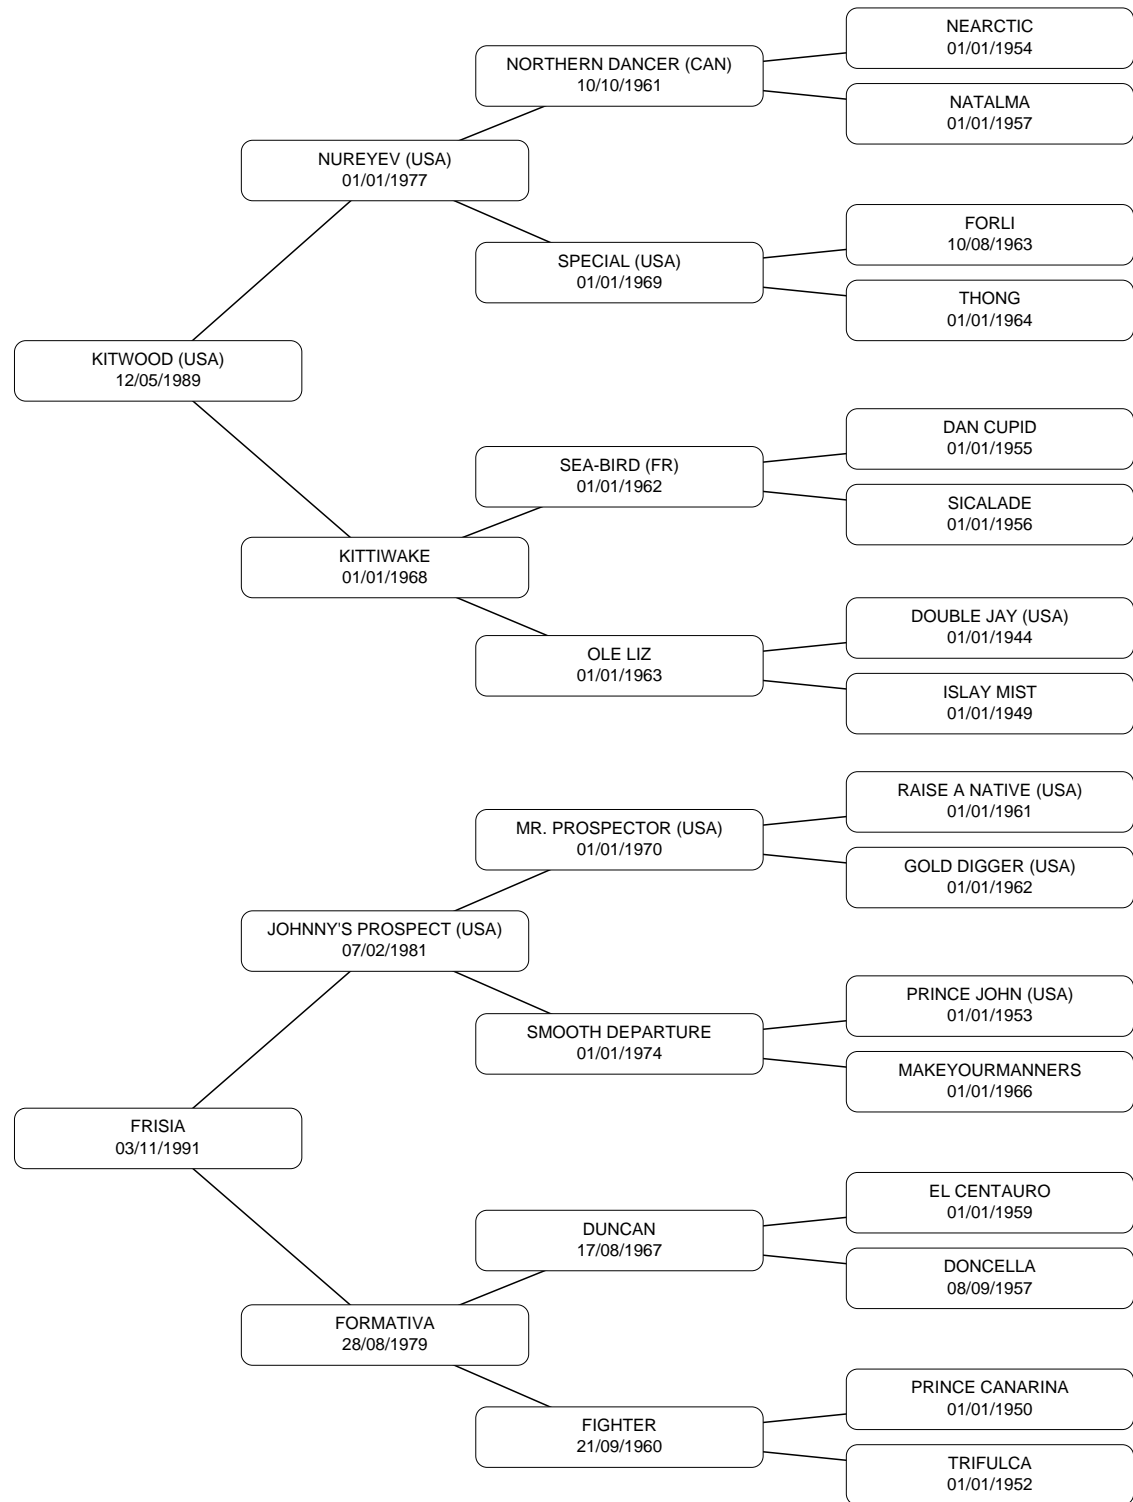 NEARCTIC
01/01/1954
NORTHERN DANCER (CAN)
10/10/1961
NATALMA
01/01/1957
NUREYEV (USA)
01/01/1977
FORLI
10/08/1963
SPECIAL (USA)
01/01/1969
THONG
01/01/1964
KITWOOD (USA)
12/05/1989
DAN CUPID
01/01/1955
SEA-BIRD (FR)
01/01/1962
SICALADE
01/01/1956
KITTIWAKE
01/01/1968
DOUBLE JAY (USA)
01/01/1944
OLE LIZ
01/01/1963
ISLAY MIST
01/01/1949
RAISE A NATIVE (USA)
01/01/1961
MR. PROSPECTOR (USA)
01/01/1970
GOLD DIGGER (USA)
01/01/1962
JOHNNY'S PROSPECT (USA)
07/02/1981
PRINCE JOHN (USA)
01/01/1953
SMOOTH DEPARTURE
01/01/1974
MAKEYOURMANNERS
01/01/1966
FRISIA
03/11/1991
EL CENTAURO
01/01/1959
DUNCAN
17/08/1967
DONCELLA
08/09/1957
FORMATIVA
28/08/1979
PRINCE CANARINA
01/01/1950
FIGHTER
21/09/1960
TRIFULCA
01/01/1952